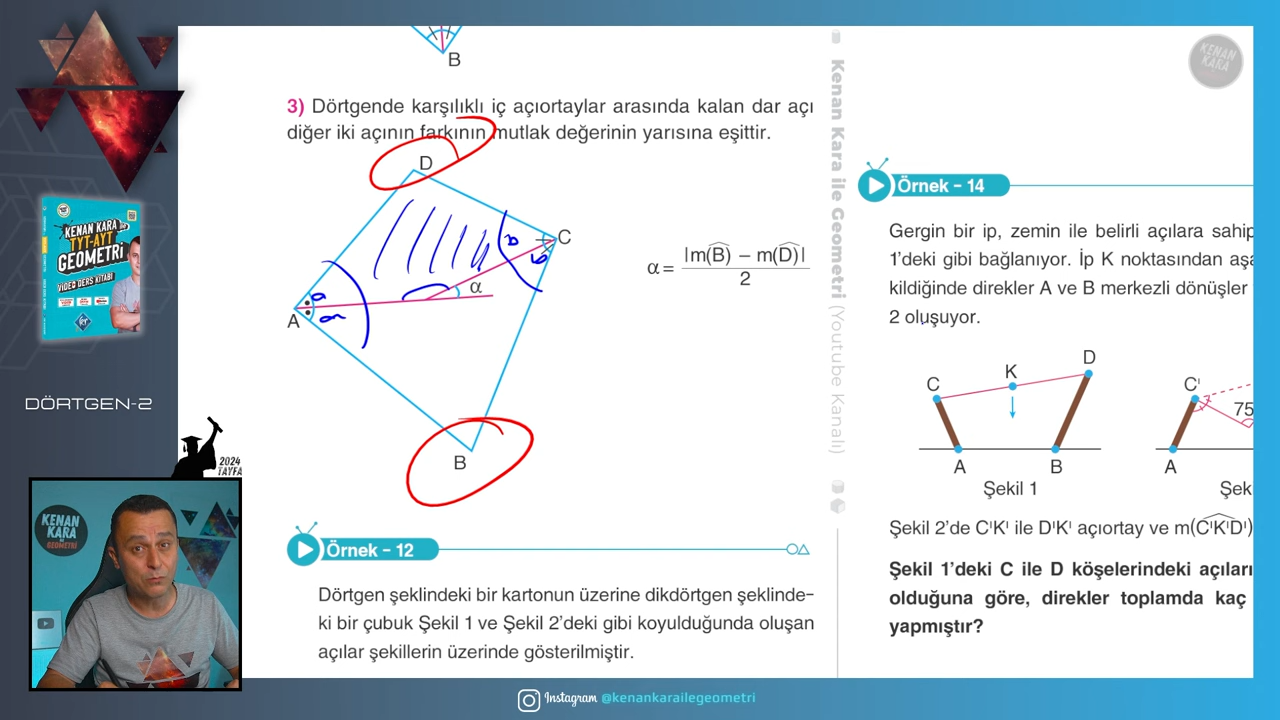 B
3) Dörtgende karşılıklı iç açıortaylar arasında kalan dar açı
diğer iki açının farkının mutlak değerinin yarısına eşittir.
D
C
b
b
a
a
α
A
B
α = |m(B) − m(D)| / 2
Örnek – 12
Dörtgen şeklindeki bir kartonun üzerine dikdörtgen şeklinde-
ki bir çubuk Şekil 1 ve Şekil 2'deki gibi koyulduğunda oluşan
açılar şekillerin üzerinde gösterilmiştir.
Kenan Kara ile Geometri (Youtube Kanalı)
KENAN
KARA
Örnek – 14
Gergin bir ip, zemin ile belirli açılara sahip
1'deki gibi bağlanıyor. İp K noktasından aşa
kildiğinde direkler A ve B merkezli dönüşler
2 oluşuyor.
C
K
D
A
B
Şekil 1
C'
75
A
Şek
Şekil 2'de C'K' ile D'K' açıortay ve m(C'K'D')
Şekil 1'deki C ile D köşelerindeki açıları
olduğuna göre, direkler toplamda kaç
yapmıştır?
KENAN KARA
TYT-AYT
GEOMETRİ
VİDEO DERS KİTABI
DÖRTGEN-2
2024
TAYFA
KENAN
KARA
GEOMETRİ
Instagram @kenankarailegeometri